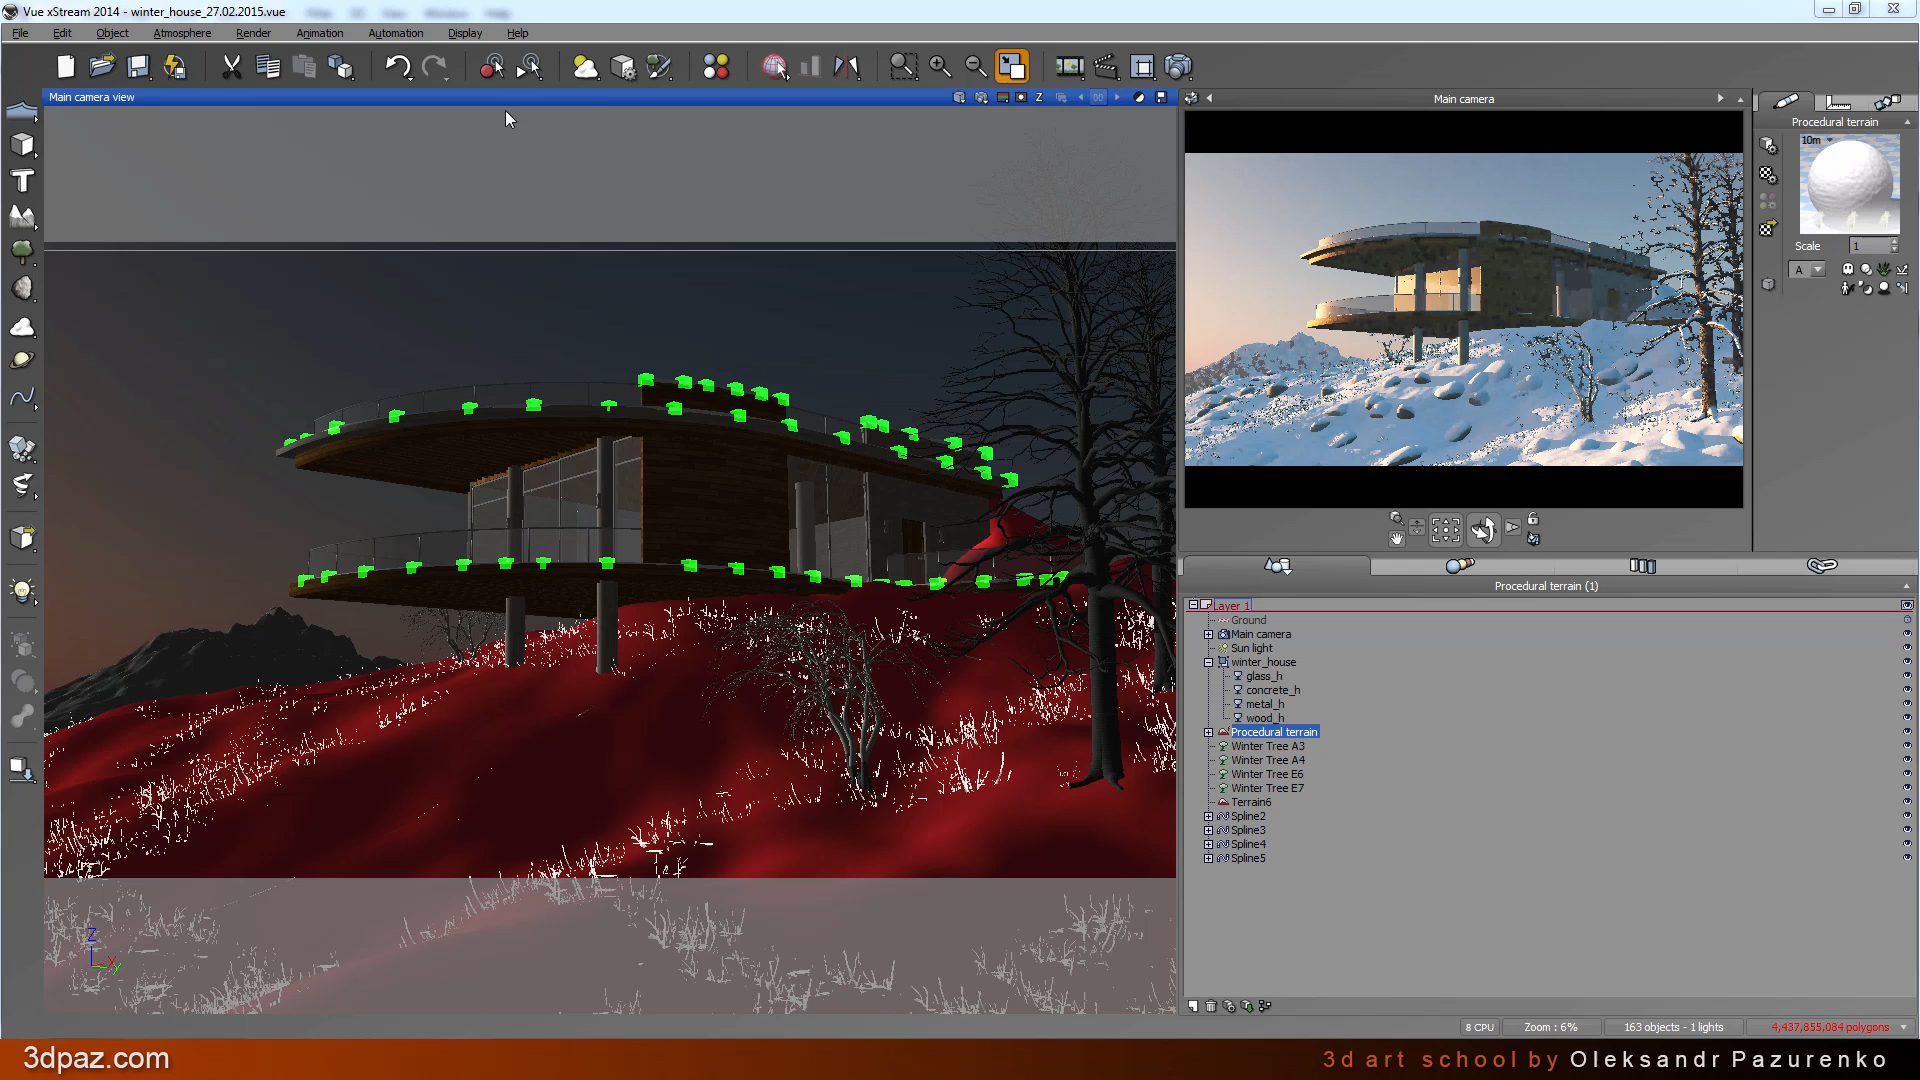 Vue xStream 2014 - winter_house_27.02.2015.vue
File Edit Object Atmosphere Render Animation Automation Display Help
Main camera view
Z
Main camera
Procedural terrain
10m
Scale 1
A
Procedural terrain (1)
Layer 1
Ground
Main camera
Sun light
winter_house
glass_h
concrete_h
metal_h
wood_h
Procedural terrain
Winter Tree A3
Winter Tree A4
Winter Tree E6
Winter Tree E7
Terrain6
Spline2
Spline3
Spline4
Spline5
Z
X
y
8 CPU Zoom : 6% 163 objects - 1 lights 4,437,855,084 polygons
3dpaz.com
3d art school by Oleksandr Pazurenko